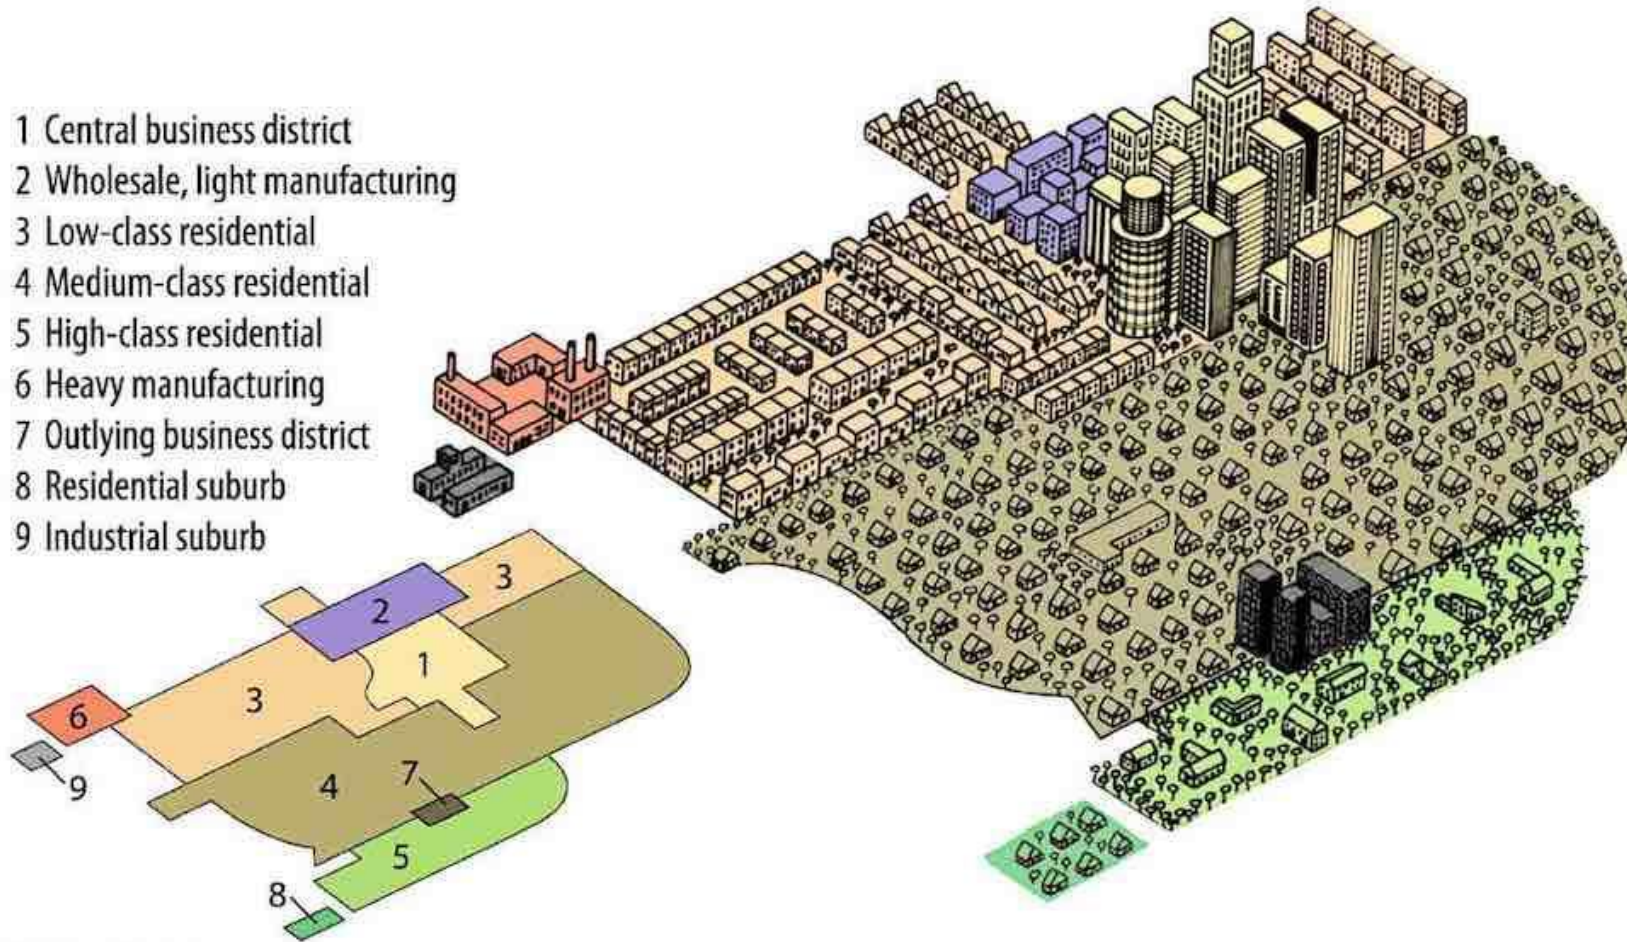 1 Central business district
2 Wholesale, light manufacturing
3 Low-class residential
4 Medium-class residential
5 High-class residential
6 Heavy manufacturing
7 Outlying business district
8 Residential suburb
9 Industrial suburb
3
2
1
3
6
9
7
4
5
8